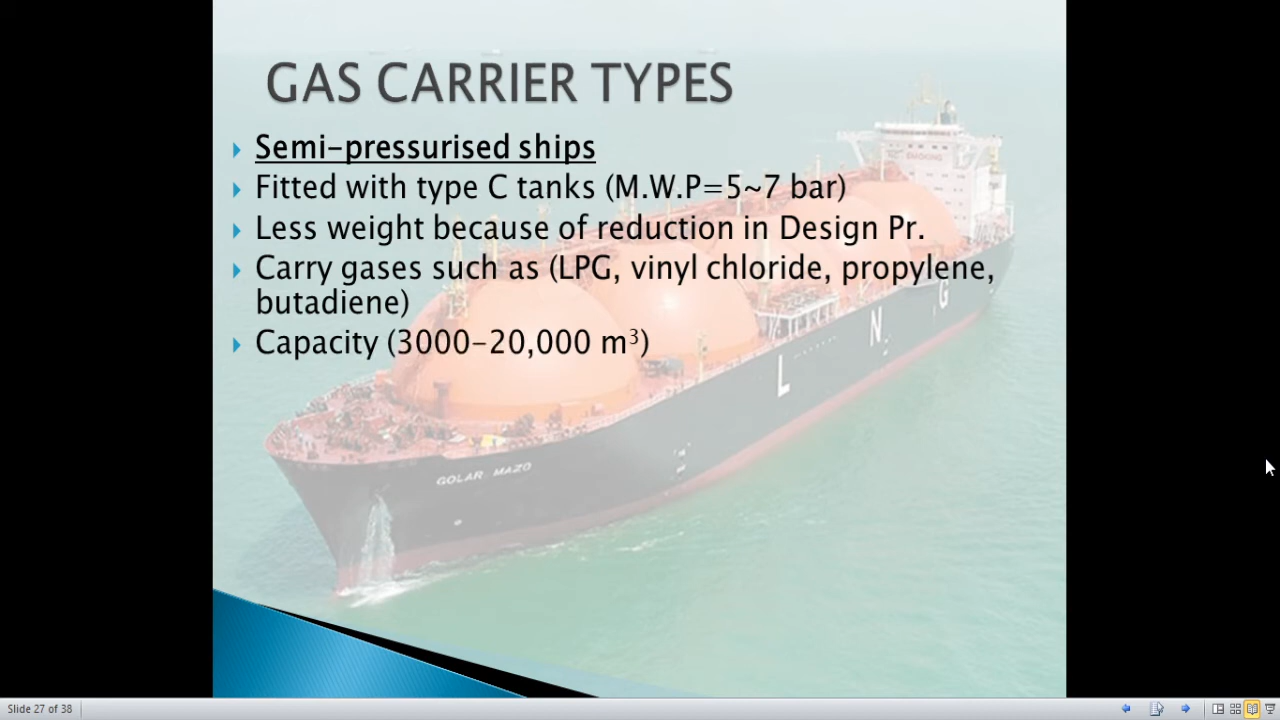 GAS CARRIER TYPES
Semi-pressurised ships
Fitted with type C tanks (M.W.P=5~7 bar)
Less weight because of reduction in Design Pr.
Carry gases such as (LPG, vinyl chloride, propylene,
butadiene)
Capacity (3000-20,000 m³)
SMOKING
L N G
GOLAR MAZO
Slide 27 of 38